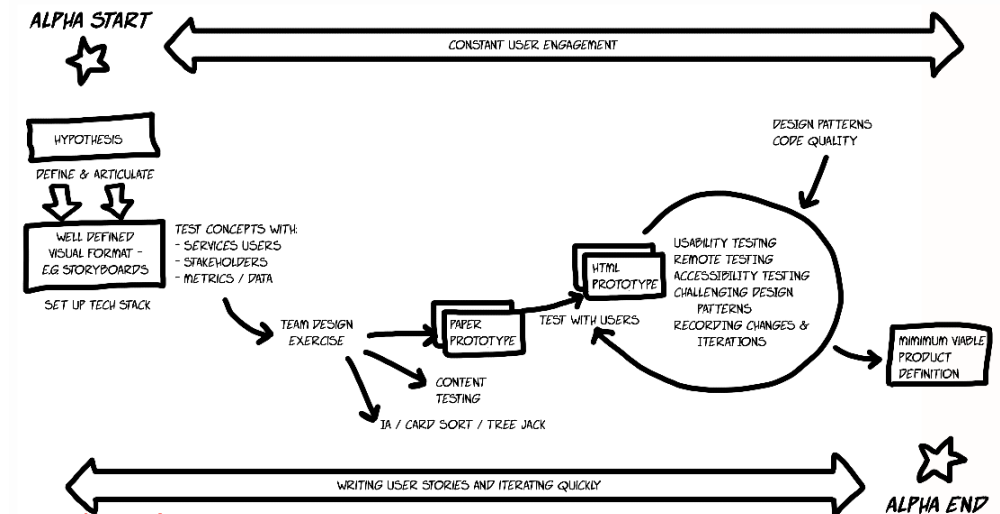 ALPHA START
CONSTANT USER ENGAGEMENT
HYPOTHESIS
DEFINE & ARTICULATE
WELL DEFINED
VISUAL FORMAT -
E.G STORYBOARDS
SET UP TECH STACK
TEST CONCEPTS WITH:
- SERVICES USERS
- STAKEHOLDERS
- METRICS / DATA
TEAM DESIGN
EXERCISE
PAPER
PROTOTYPE
CONTENT
TESTING
IA / CARD SORT / TREE JACK
HTML
PROTOTYPE
TEST WITH USERS
DESIGN PATTERNS
CODE QUALITY
USABILITY TESTING
REMOTE TESTING
ACCESSIBILITY TESTING
CHALLENGING DESIGN
PATTERNS
RECORDING CHANGES &
ITERATIONS
MIMIMUM VIABLE
PRODUCT
DEFINITION
WRITING USER STORIES AND ITERATING QUICKLY
ALPHA END